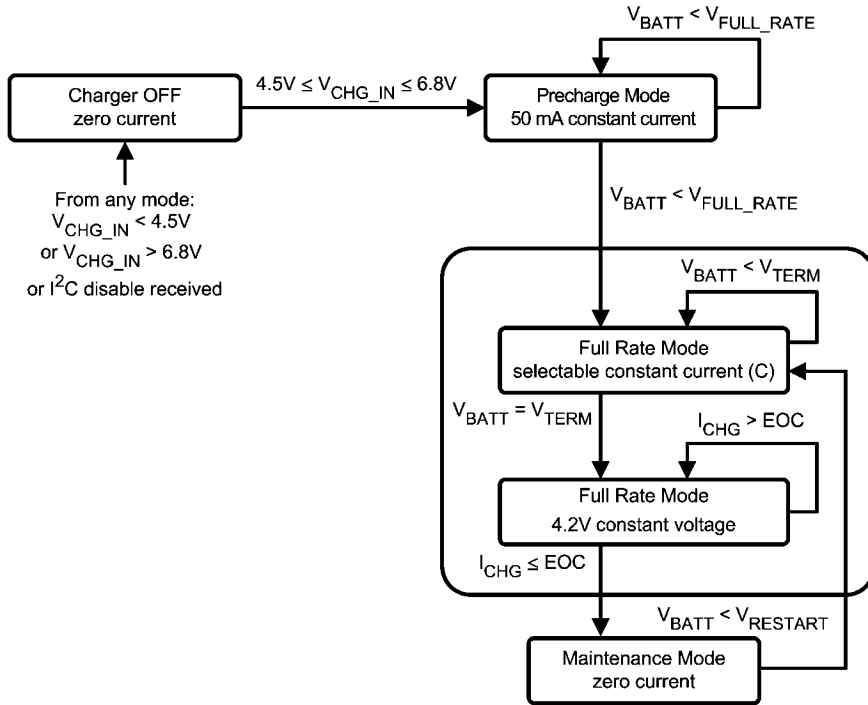 V_BATT < V_FULL_RATE
Charger OFF
zero current
4.5V ≤ V_CHG_IN ≤ 6.8V
Precharge Mode
50 mA constant current
From any mode:
V_CHG_IN < 4.5V
or V_CHG_IN > 6.8V
or I²C disable received
V_BATT < V_FULL_RATE
V_BATT < V_TERM
Full Rate Mode
selectable constant current (C)
V_BATT = V_TERM
I_CHG > EOC
Full Rate Mode
4.2V constant voltage
I_CHG ≤ EOC
V_BATT < V_RESTART
Maintenance Mode
zero current